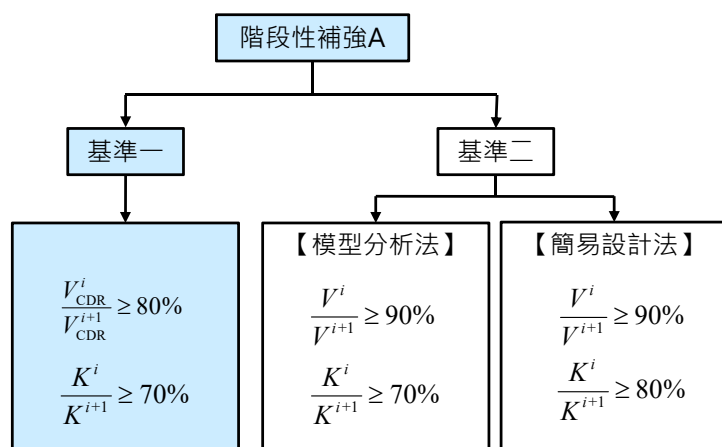 階段性補強A
基準一
基準二
V^i_CDR / V^{i+1}_CDR ≥ 80%
K^i / K^{i+1} ≥ 70%
【模型分析法】
V^i / V^{i+1} ≥ 90%
K^i / K^{i+1} ≥ 70%
【簡易設計法】
V^i / V^{i+1} ≥ 90%
K^i / K^{i+1} ≥ 80%